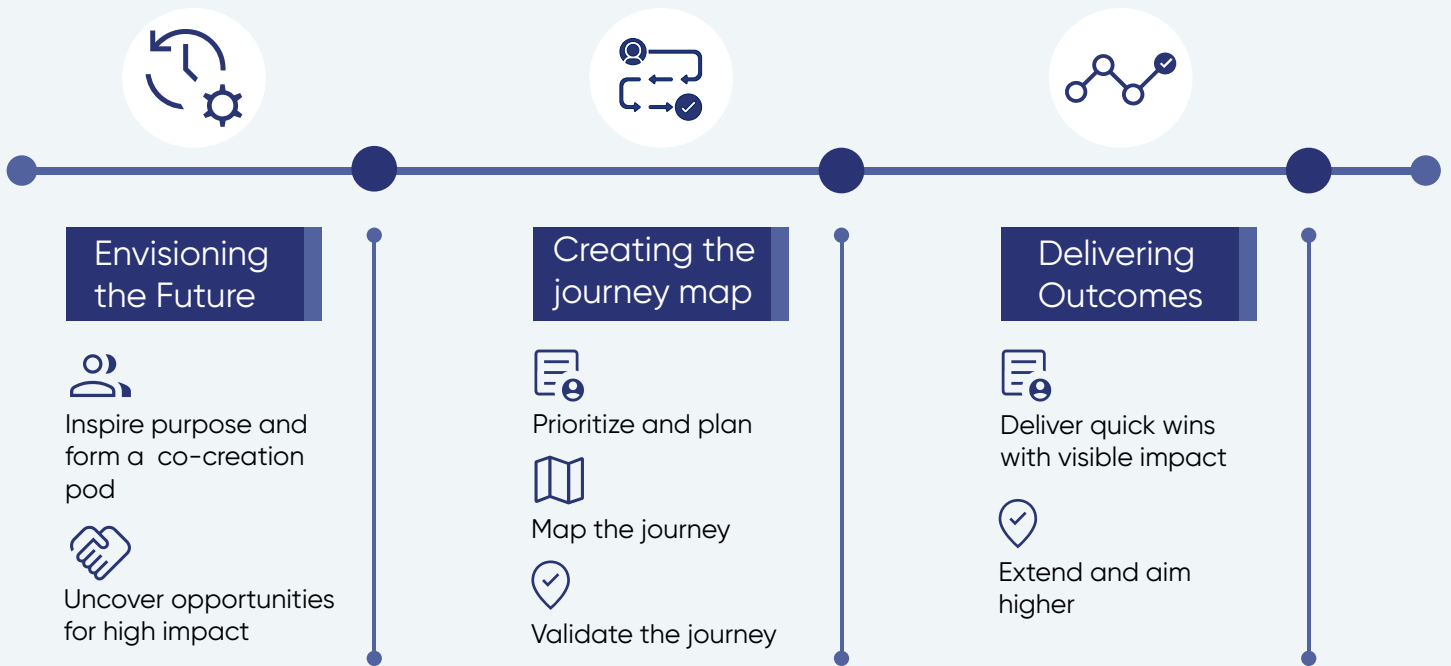 Envisioning
the Future
Inspire purpose and
form a  co-creation
pod
Uncover opportunities
for high impact
Creating the
journey map
Prioritize and plan
Map the journey
Validate the journey
Delivering
Outcomes
Deliver quick wins
with visible impact
Extend and aim
higher